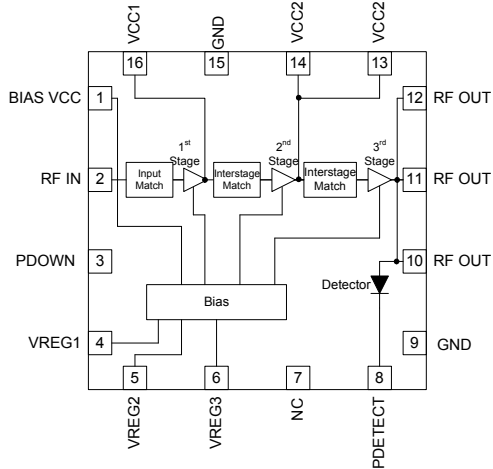 VCC1
GND
VCC2
VCC2
16
15
14
13
BIAS VCC
1
12
RF OUT
1st
Stage
2nd
Stage
3rd
Stage
RF IN
2
Input
Match
Interstage
Match
Interstage
Match
11
RF OUT
PDOWN
3
10
RF OUT
Detector
Bias
VREG1
4
9
GND
5
6
7
8
VREG2
VREG3
NC
PDETECT